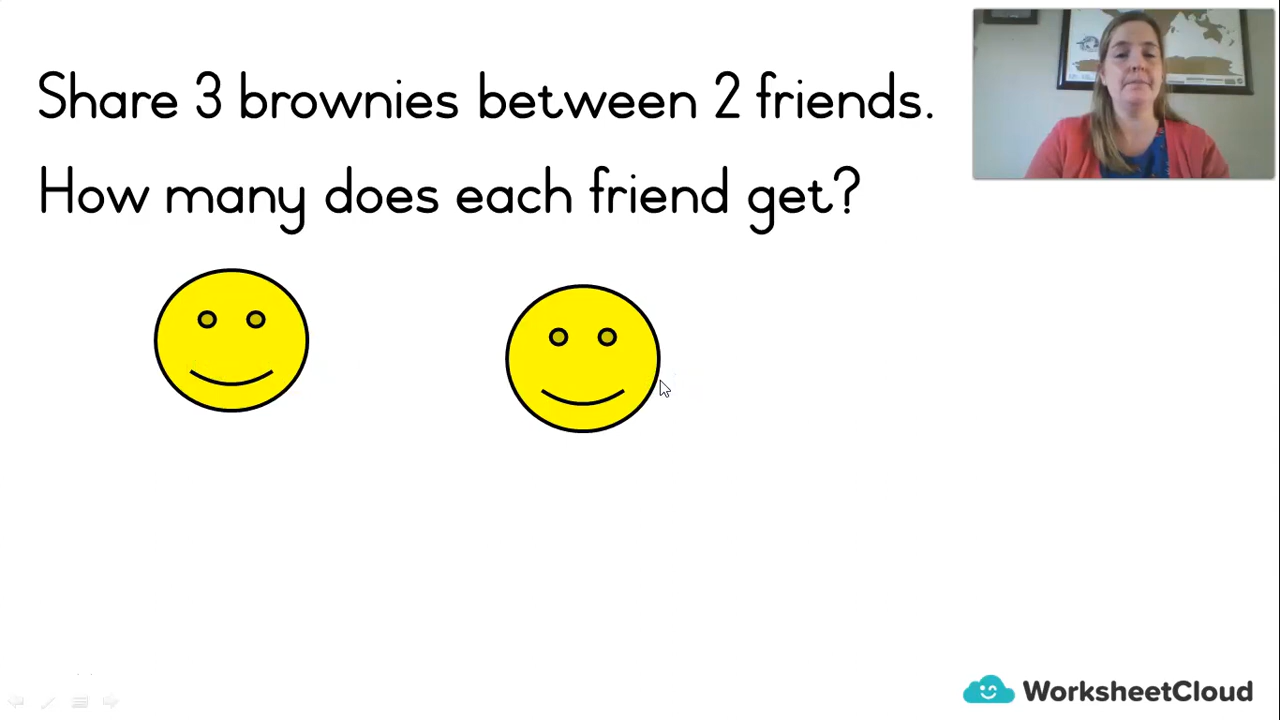 Share 3 brownies between 2 friends.
How many does each friend get?
WorksheetCloud